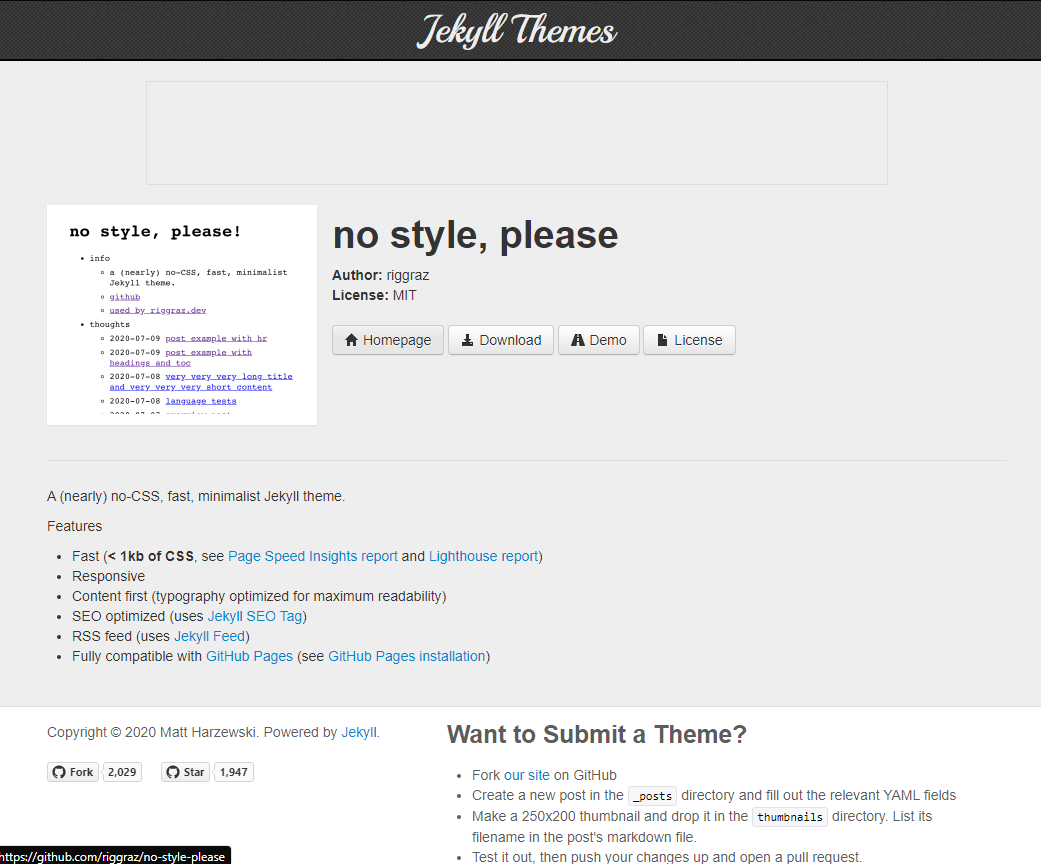 Jekyll Themes
no style, please!
info
a (nearly) no-CSS, fast, minimalist
Jekyll theme.
github
used by riggraz.dev
thoughts
2020-07-09 post example with hr
2020-07-09 post example with
headings and toc
2020-07-08 very very very long title
and very very very short content
2020-07-08 language tests
no style, please
Author: riggraz
License: MIT
Homepage Download Demo License
A (nearly) no-CSS, fast, minimalist Jekyll theme.
Features
Fast (< 1kb of CSS, see Page Speed Insights report and Lighthouse report)
Responsive
Content first (typography optimized for maximum readability)
SEO optimized (uses Jekyll SEO Tag)
RSS feed (uses Jekyll Feed)
Fully compatible with GitHub Pages (see GitHub Pages installation)
Copyright © 2020 Matt Harzewski. Powered by Jekyll.
Fork 2,029 Star 1,947
Want to Submit a Theme?
Fork our site on GitHub
Create a new post in the _posts directory and fill out the relevant YAML fields
Make a 250x200 thumbnail and drop it in the thumbnails directory. List its
filename in the post's markdown file.
Test it out, then push your changes up and open a pull request.
https://github.com/riggraz/no-style-please